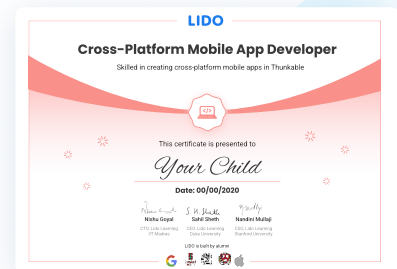 LIDO
Cross-Platform Mobile App Developer
Skilled in creating cross-platform mobile apps in Thunkable
This certificate is presented to
Your Child
Date: 00/00/2020
Nishu Goyal
CTO, Lido Learning
IIT Madras
Sahil Sheth
CEO, Lido Learning
Duke University
Nandini Mullaji
COO, Lido Learning
Stanford University
LIDO is built by alumni